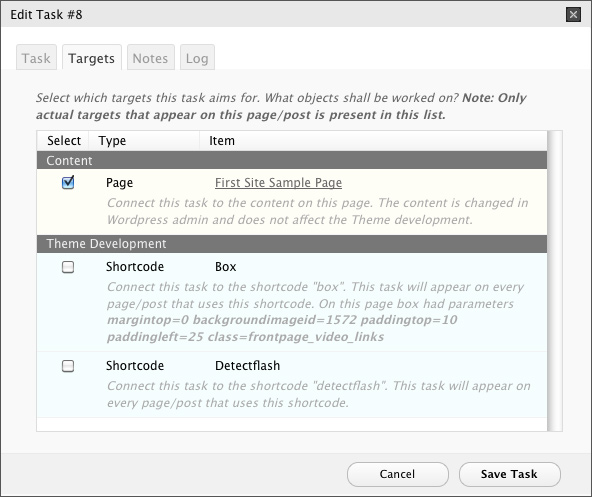 Edit Task #8
Task Targets Notes Log
Select which targets this task aims for. What objects shall be worked on? Note: Only
actual targets that appear on this page/post is present in this list.
Select Type Item
Content
Page First Site Sample Page
Connect this task to the content on this page. The content is changed in
Wordpress admin and does not affect the Theme development.
Theme Development
Shortcode Box
Connect this task to the shortcode "box". This task will appear on every
page/post that uses this shortcode. On this page box had parameters
margintop=0 backgroundimageid=1572 paddingtop=10
paddingleft=25 class=frontpage_video_links
Shortcode Detectflash
Connect this task to the shortcode "detectflash". This task will appear on
every page/post that uses this shortcode.
Cancel Save Task